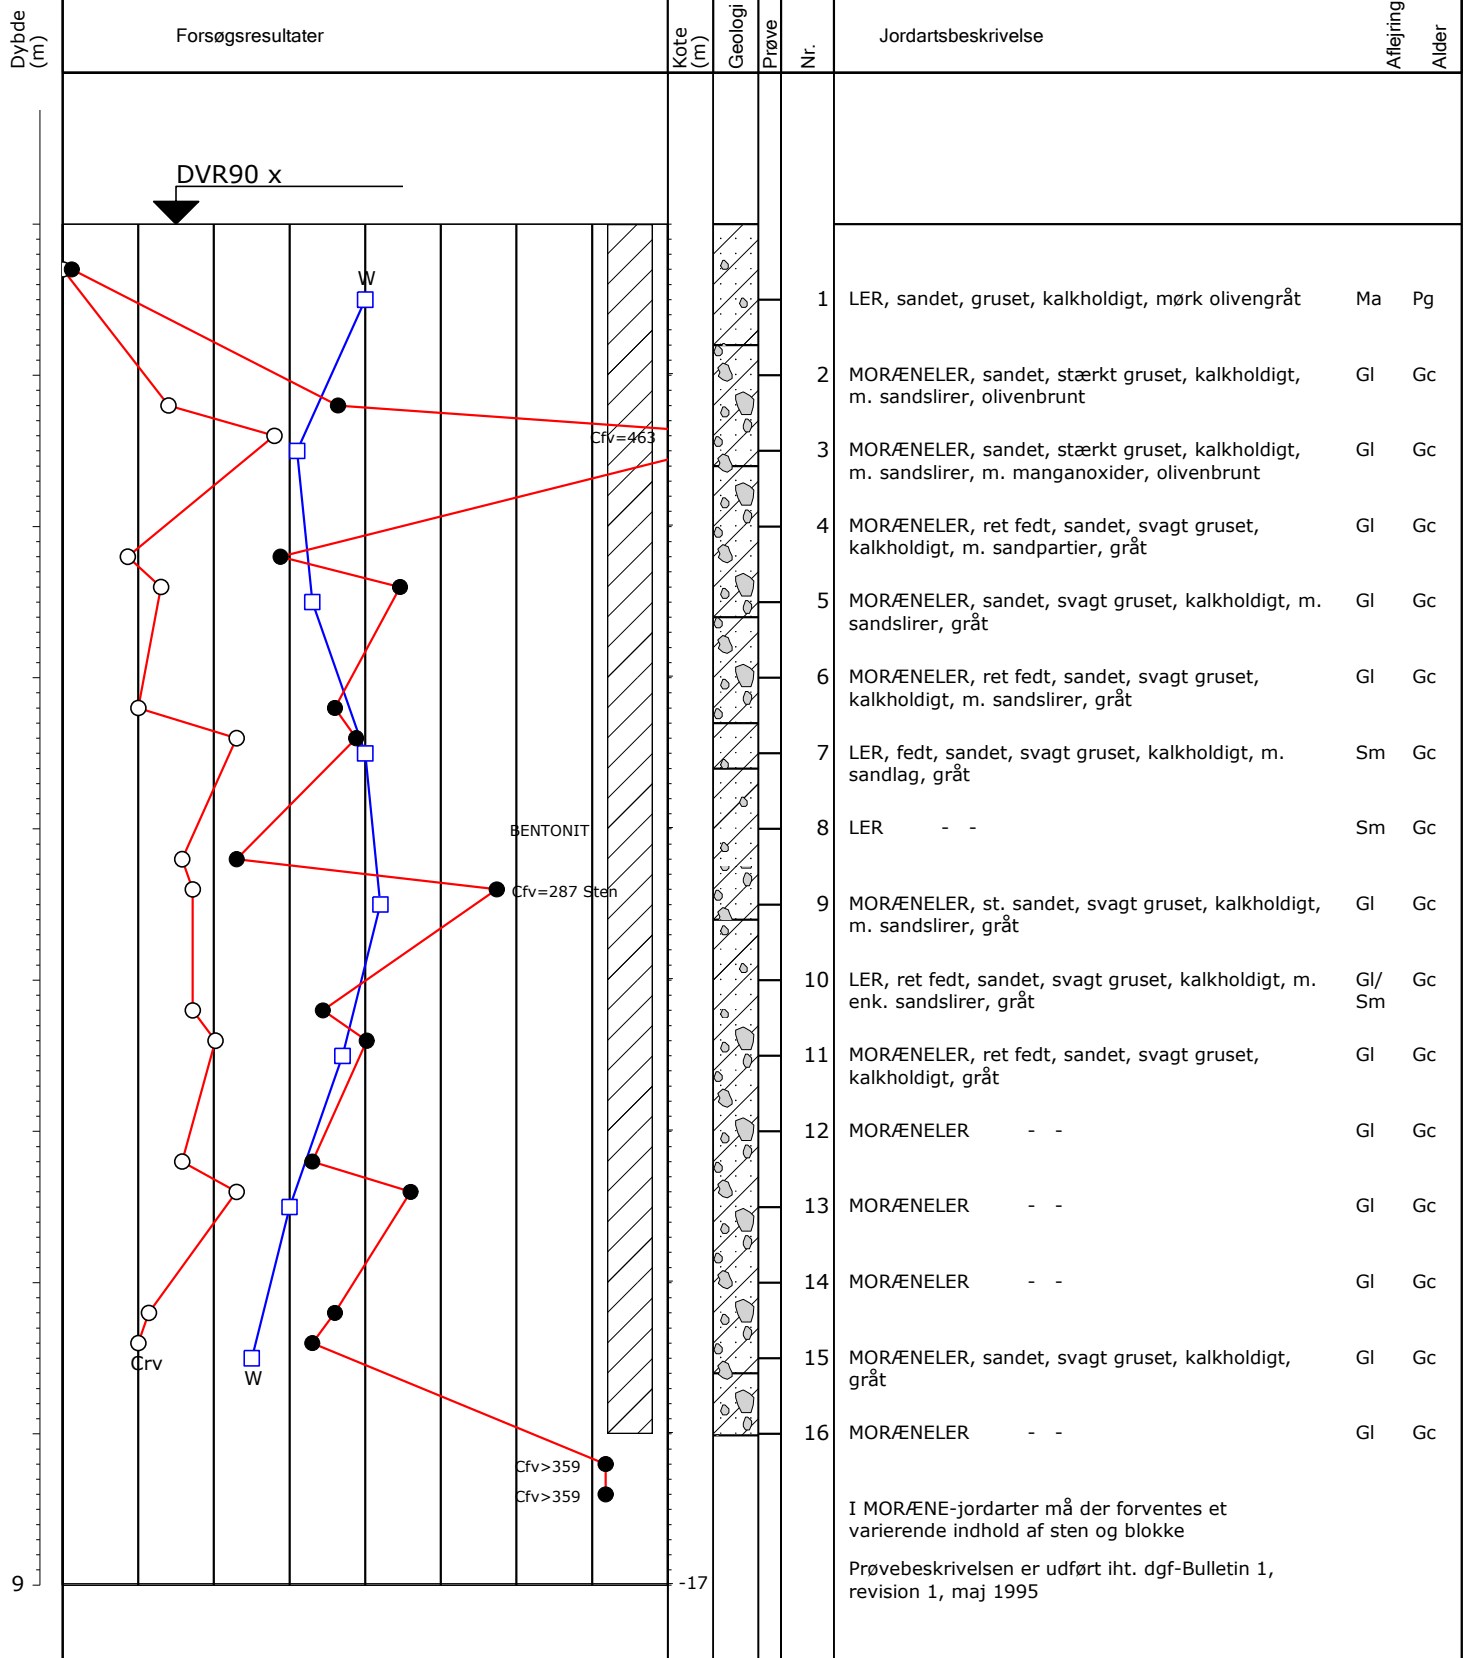 Dybde
(m)
Forsøgsresultater
Kote
(m)
Geologi
Prøve
Nr.
Jordartsbeskrivelse
Aflejring
Alder
DVR90 x
W
1 LER, sandet, gruset, kalkholdigt, mørk olivengråt Ma Pg
2 MORÆNELER, sandet, stærkt gruset, kalkholdigt, Gl Gc
m. sandslirer, olivenbrunt
Cfv=463
3 MORÆNELER, sandet, stærkt gruset, kalkholdigt, Gl Gc
m. sandslirer, m. manganoxider, olivenbrunt
4 MORÆNELER, ret fedt, sandet, svagt gruset, Gl Gc
kalkholdigt, m. sandpartier, gråt
5 MORÆNELER, sandet, svagt gruset, kalkholdigt, m. Gl Gc
sandslirer, gråt
6 MORÆNELER, ret fedt, sandet, svagt gruset, Gl Gc
kalkholdigt, m. sandslirer, gråt
7 LER, fedt, sandet, svagt gruset, kalkholdigt, m. Sm Gc
sandlag, gråt
BENTONIT
8 LER - - Sm Gc
Cfv=287 Sten
9 MORÆNELER, st. sandet, svagt gruset, kalkholdigt, Gl Gc
m. sandslirer, gråt
10 LER, ret fedt, sandet, svagt gruset, kalkholdigt, m. Gl/ Gc
enk. sandslirer, gråt Sm
11 MORÆNELER, ret fedt, sandet, svagt gruset, Gl Gc
kalkholdigt, gråt
12 MORÆNELER - - Gl Gc
13 MORÆNELER - - Gl Gc
14 MORÆNELER - - Gl Gc
15 MORÆNELER, sandet, svagt gruset, kalkholdigt, Gl Gc
gråt
Crv
W
16 MORÆNELER - - Gl Gc
Cfv>359
Cfv>359
I MORÆNE-jordarter må der forventes et
varierende indhold af sten og blokke
Prøvebeskrivelsen er udført iht. dgf-Bulletin 1,
revision 1, maj 1995
9
-17